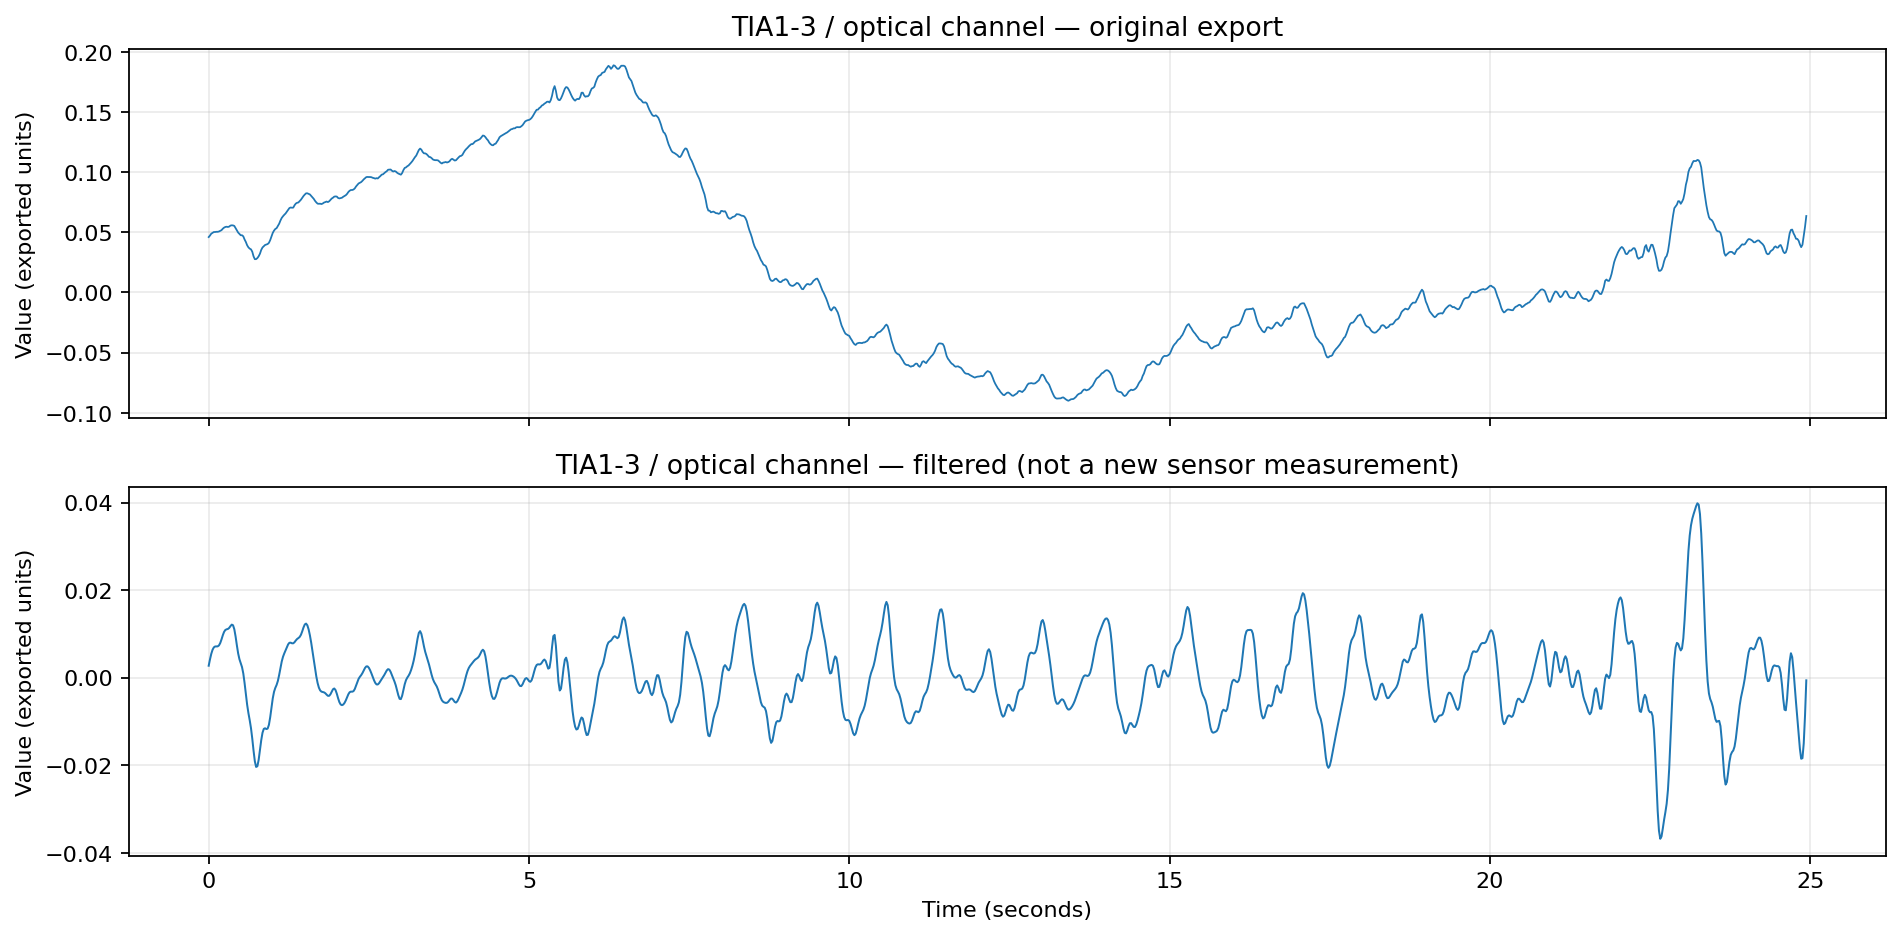 TIA1-3 / optical channel — original export
Value (exported units)
0.20
0.15
0.10
0.05
0.00
−0.05
−0.10
TIA1-3 / optical channel — filtered (not a new sensor measurement)
Value (exported units)
0.04
0.02
0.00
−0.02
−0.04
0 5 10 15 20 25
Time (seconds)